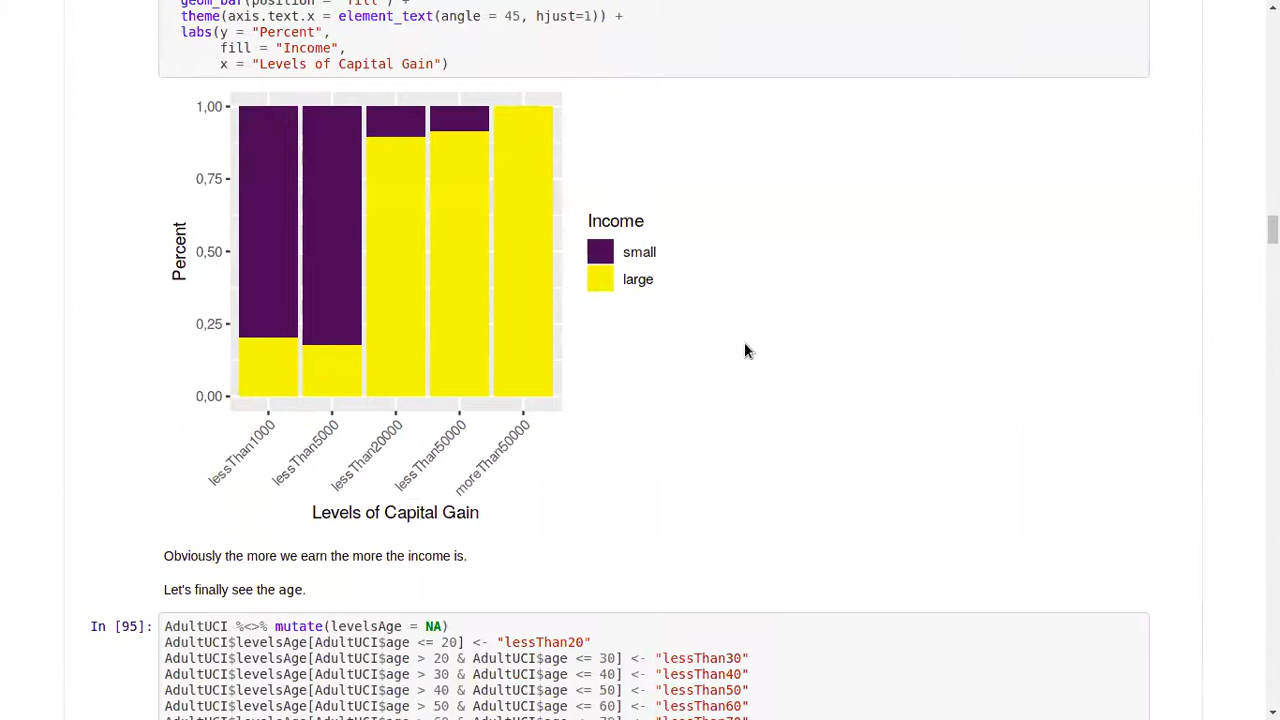 geom_bar(position = "fill") +
theme(axis.text.x = element_text(angle = 45, hjust=1)) +
labs(y = "Percent",
fill = "Income",
x = "Levels of Capital Gain")
1,00
0,75
0,50
0,25
0,00
Percent
Income
small
large
lessThan1000
lessThan5000
lessThan20000
lessThan50000
moreThan50000
Levels of Capital Gain
Obviously the more we earn the more the income is.
Let's finally see the age.
In [95]:
AdultUCI %<>% mutate(levelsAge = NA)
AdultUCI$levelsAge[AdultUCI$age <= 20] <- "lessThan20"
AdultUCI$levelsAge[AdultUCI$age > 20 & AdultUCI$age <= 30] <- "lessThan30"
AdultUCI$levelsAge[AdultUCI$age > 30 & AdultUCI$age <= 40] <- "lessThan40"
AdultUCI$levelsAge[AdultUCI$age > 40 & AdultUCI$age <= 50] <- "lessThan50"
AdultUCI$levelsAge[AdultUCI$age > 50 & AdultUCI$age <= 60] <- "lessThan60"